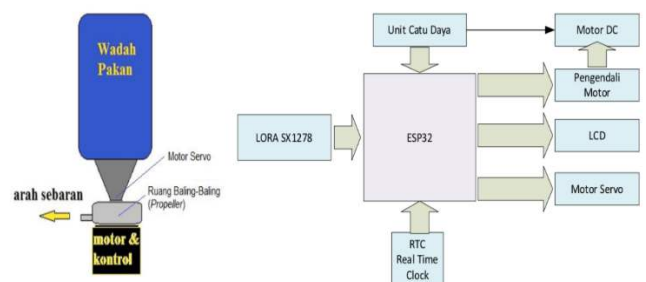 Wadah
Pakan
Motor Servo
arah sebaran
Ruang Baling-Baling
(Propeller)
motor &
kontrol
Unit Catu Daya
Motor DC
Pengendali
Motor
LORA SX1278
ESP32
LCD
Motor Servo
RTC
Real Time
Clock